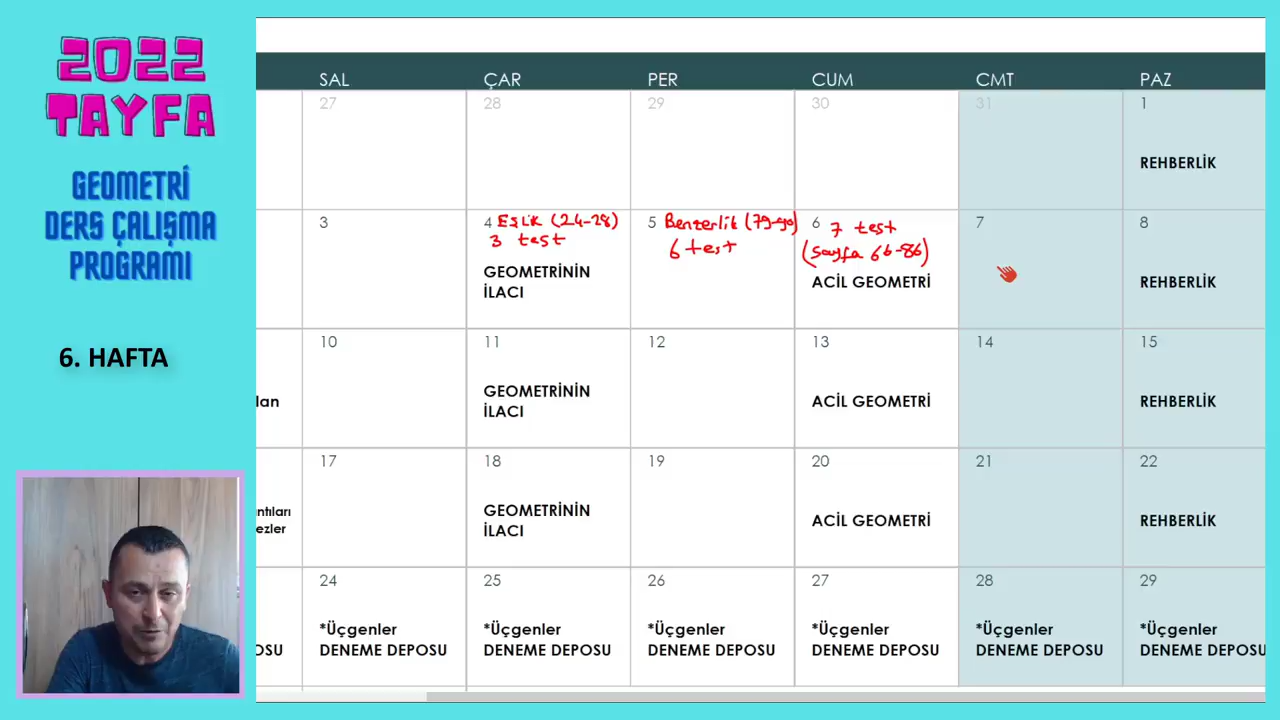 2022
TAYFA
GEOMETRİ
DERS ÇALIŞMA
PROGRAMI
6. HAFTA
SAL ÇAR PER CUM CMT PAZ
27 28 29 30 31 1
REHBERLİK
3 4 Eşlik (24-28) 5 Benzerlik (79-90) 6 7 test 7 8
3 test 6 test (Sayfa 66-86)
GEOMETRİNİN
İLACI
ACİL GEOMETRİ
REHBERLİK
10 11 12 13 14 15
lan
GEOMETRİNİN
İLACI
ACİL GEOMETRİ
REHBERLİK
17 18 19 20 21 22
ntıları
ezler
GEOMETRİNİN
İLACI
ACİL GEOMETRİ
REHBERLİK
24 25 26 27 28 29
*Üçgenler *Üçgenler *Üçgenler *Üçgenler *Üçgenler *Üçgenler
OSU DENEME DEPOSU DENEME DEPOSU DENEME DEPOSU DENEME DEPOSU DENEME DEPOSU DENEME DEPOSU